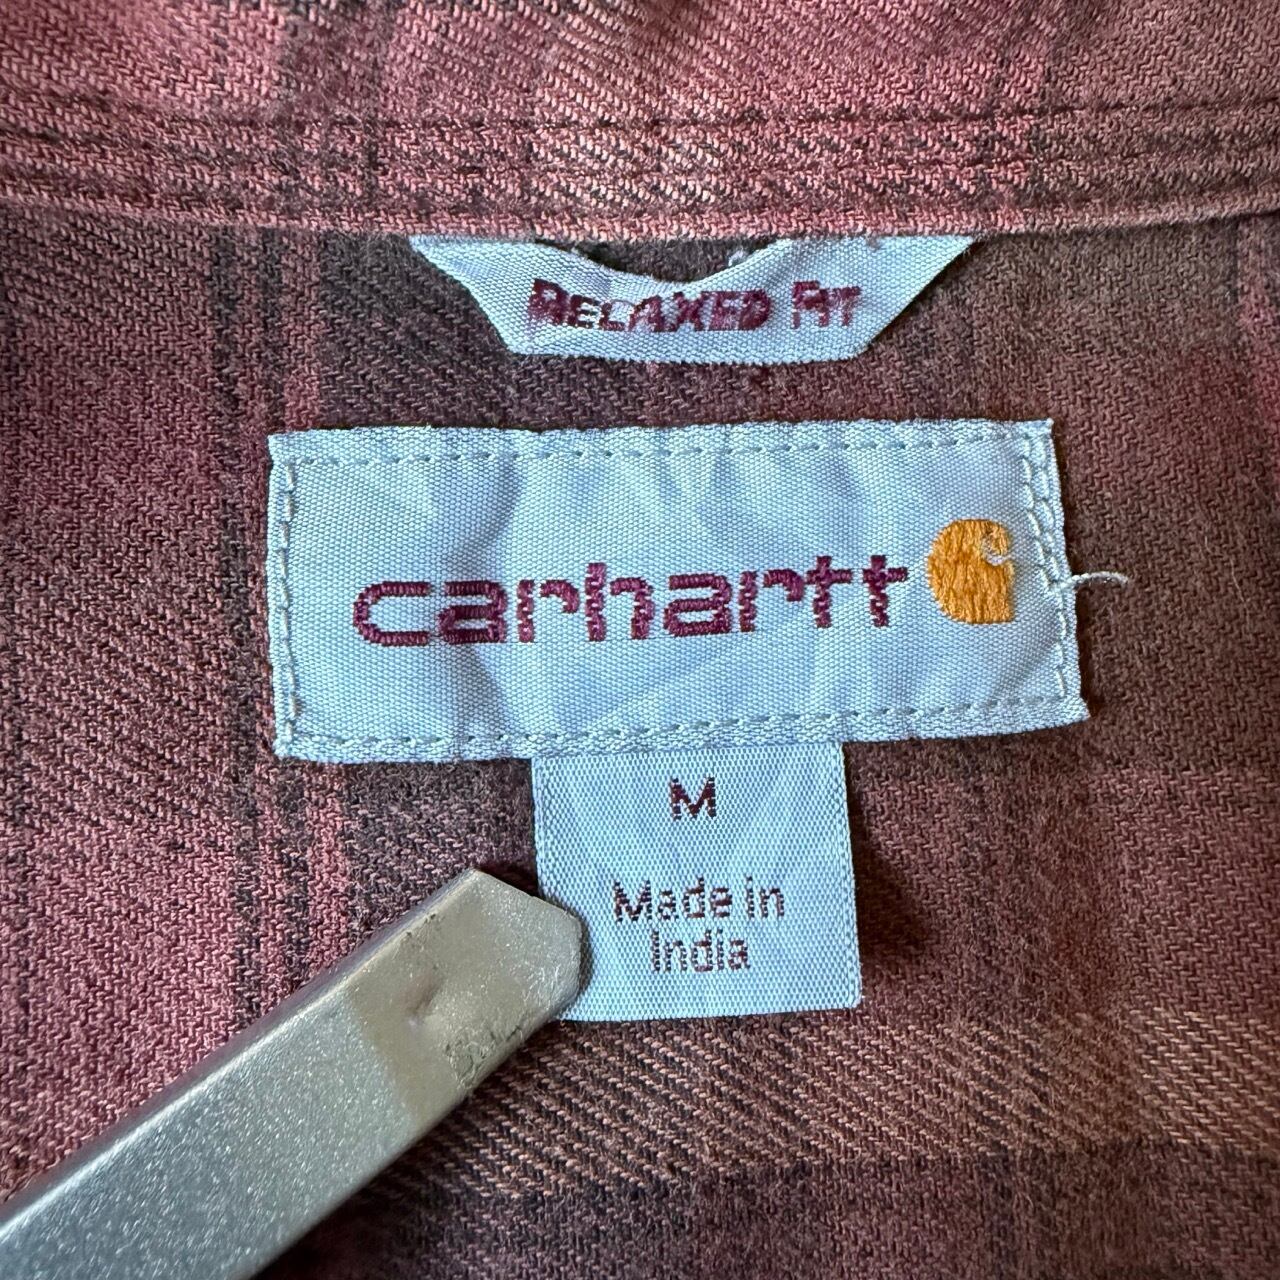 RELAXED FIT
carhartt
M
Made in
India